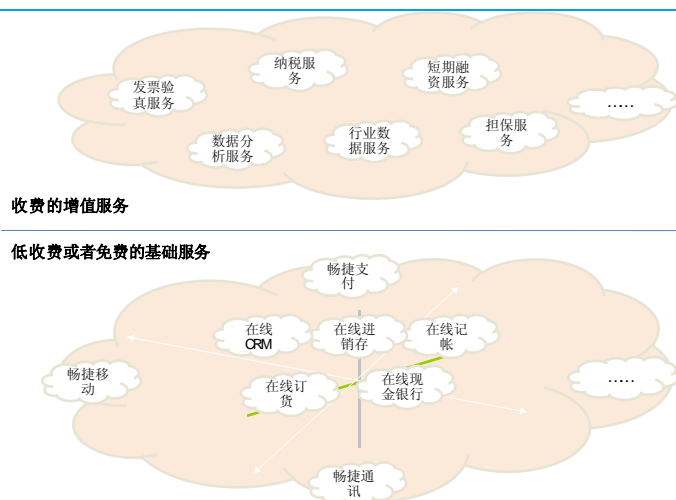 纳税服
务
短期融
资服务
发票验
真服务
.....
担保服
务
行业数
据服务
数据分
析服务
收费的增值服务
低收费或者免费的基础服务
畅捷支
付
在线
CRM
在线进
销存
在线记
帐
畅捷移
动
在线订
货
在线现
金银行
.....
畅捷通
讯